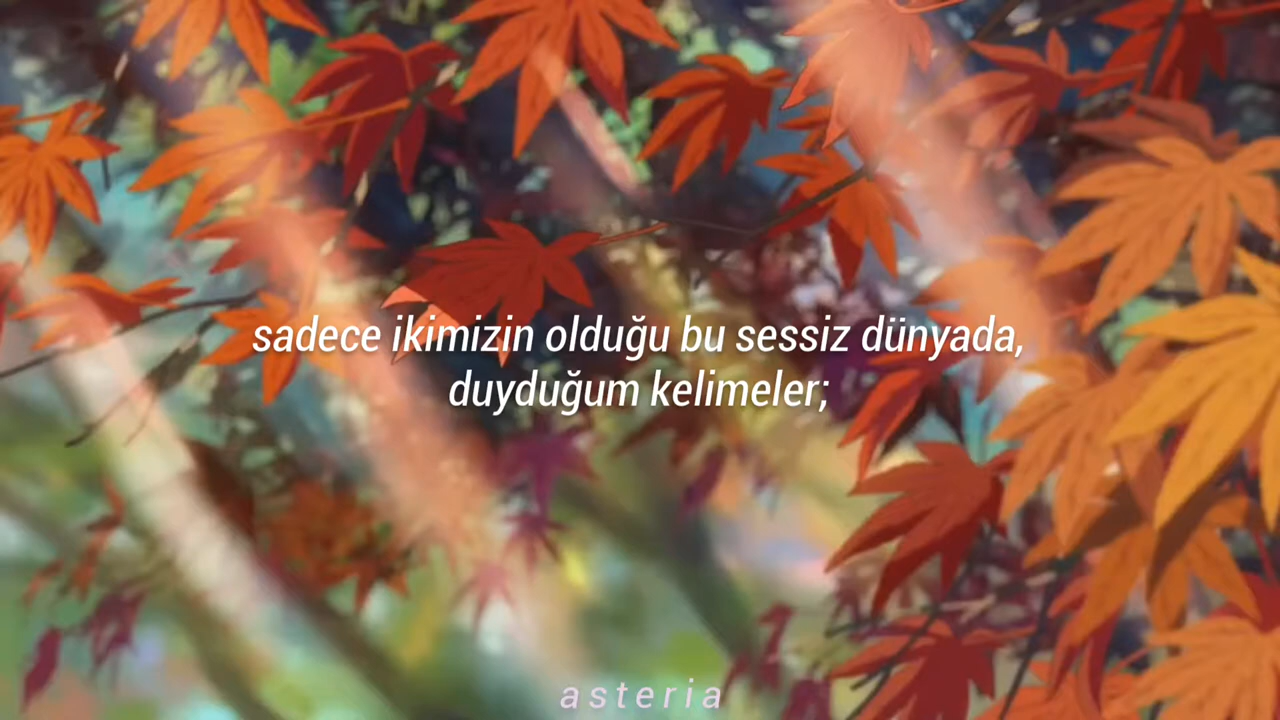 sadece ikimizin olduğu bu sessiz dünyada,
duyduğum kelimeler;
asteria